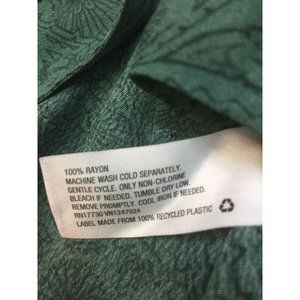 100% RAYON
MACHINE WASH COLD SEPARATELY.
GENTLE CYCLE. ONLY NON-CHLORINE
BLEACH IF NEEDED. TUMBLE DRY LOW.
REMOVE PROMPTLY. COOL IRON IF NEEDED.
RN17730 VN1247024
LABEL MADE FROM 100% RECYCLED PLASTIC